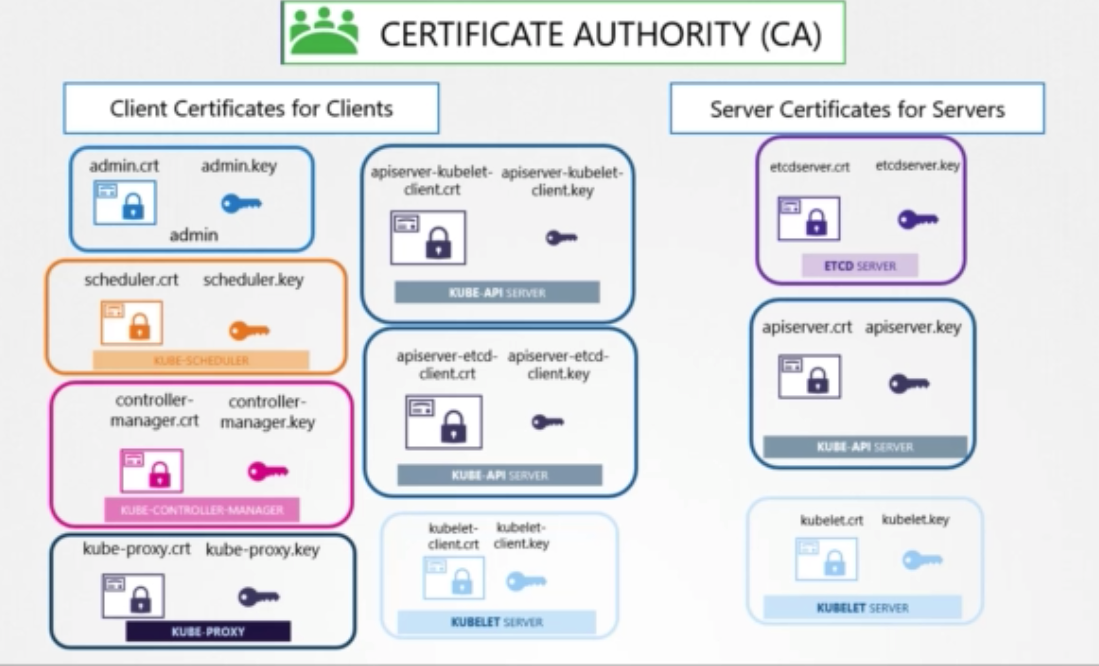 CERTIFICATE AUTHORITY (CA)
Client Certificates for Clients
Server Certificates for Servers
admin.crt admin.key
admin
scheduler.crt scheduler.key
KUBE-SCHEDULER
controller-
manager.crt
controller-
manager.key
KUBE-CONTROLLER-MANAGER
kube-proxy.crt kube-proxy.key
KUBE-PROXY
apiserver-kubelet-
client.crt
apiserver-kubelet-
client.key
KUBE-API SERVER
apiserver-etcd-
client.crt
apiserver-etcd-
client.key
KUBE-API SERVER
kubelet-
client.crt
kubelet-
client.key
KUBELET SERVER
etcdserver.crt etcdserver.key
ETCD SERVER
apiserver.crt apiserver.key
KUBE-API SERVER
kubelet.crt kubelet.key
KUBELET SERVER